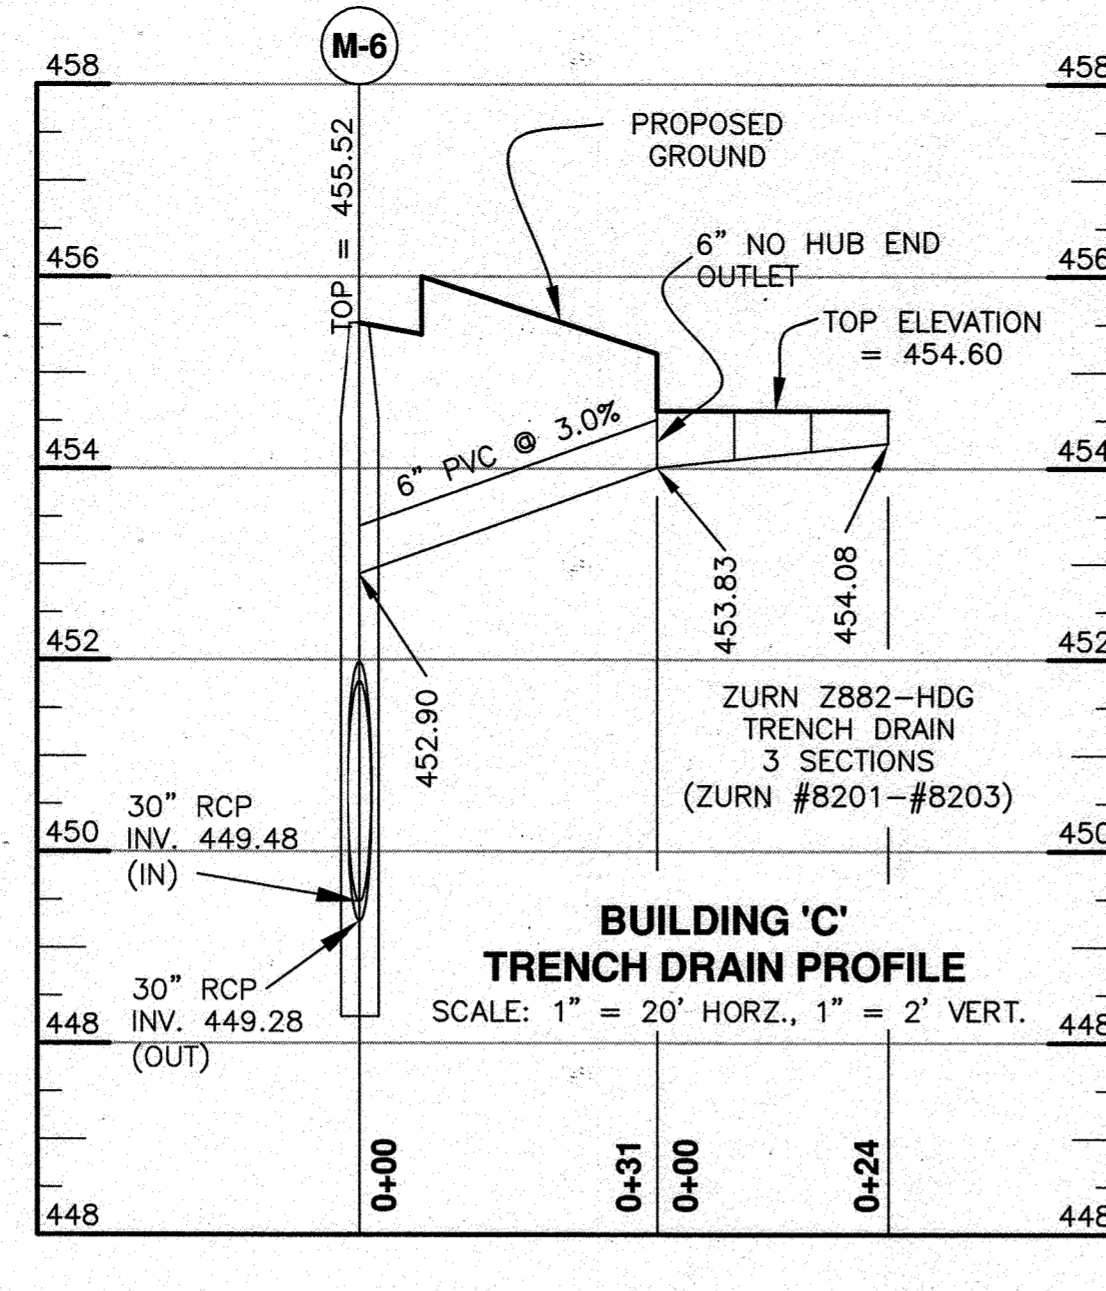 M-6
458
458
TOP = 455.52
PROPOSED
GROUND
6" NO HUB END
OUTLET
456
456
TOP ELEVATION
= 454.60
6" PVC @ 3.0%
454
454
453.83
454.08
452
452
452.90
ZURN Z882-HDG
TRENCH DRAIN
3 SECTIONS
(ZURN #8201-#8203)
30" RCP
INV. 449.48
(IN)
450
450
BUILDING 'C'
TRENCH DRAIN PROFILE
SCALE: 1" = 20' HORZ., 1" = 2' VERT.
30" RCP
INV. 449.28
(OUT)
448
448
0+00
0+31
0+00
0+24
448
448